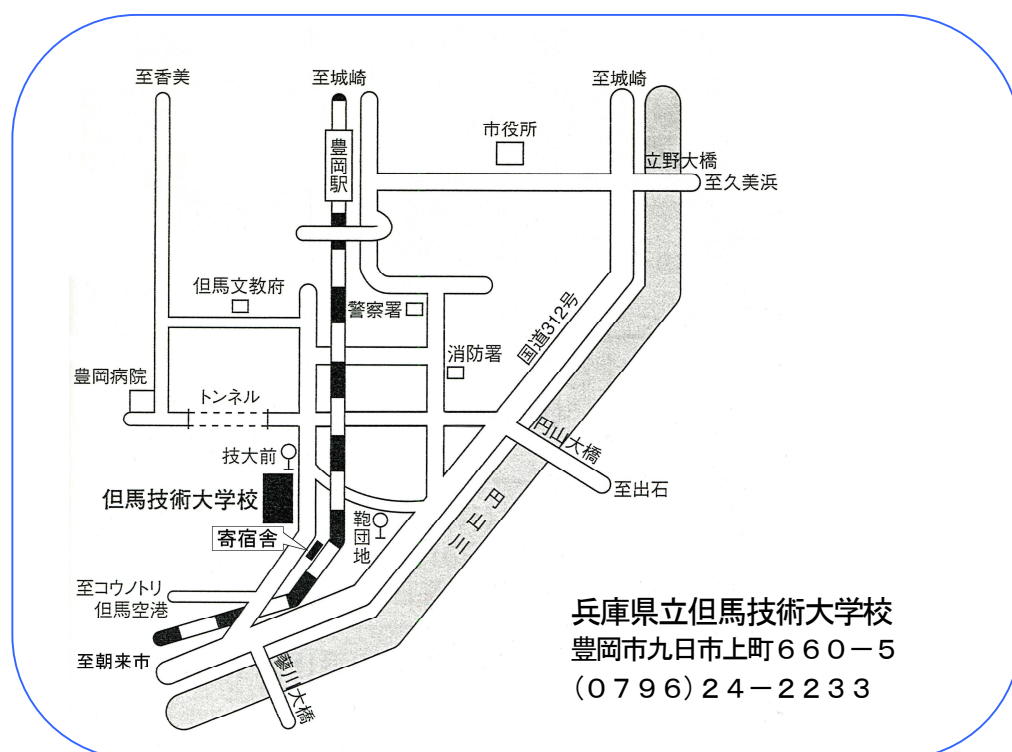 至香美
至城崎
至城崎
市役所
豊岡駅
立野大橋
至久美浜
但馬文教府
警察署
国道312号
消防署
豊岡病院
トンネル
円山大橋
技大前
至出石
但馬技術大学校
鞄団地
円山川
寄宿舎
至コウノトリ
但馬空港
至朝来市
蓼川大橋
兵庫県立但馬技術大学校
豊岡市九日市上町660-5
(0796)24-2233